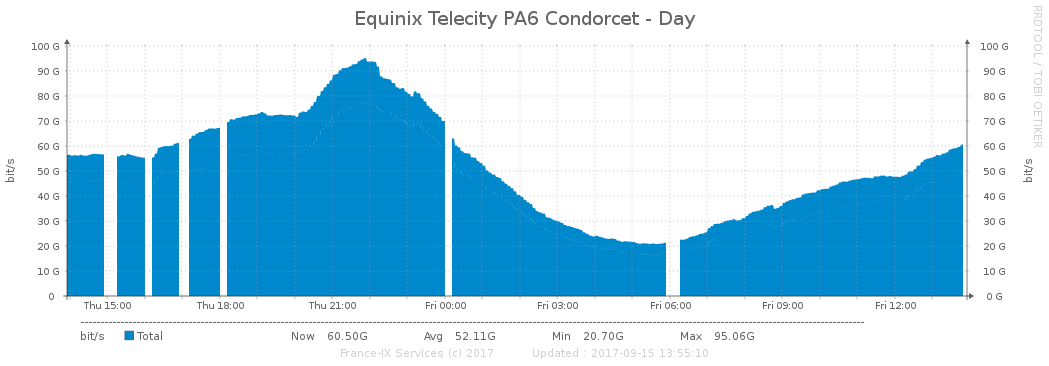 Equinix Telecity PA6 Condorcet - Day
RRDTOOL / TOBI OETIKER
bit/s
100 G 100 G
90 G 90 G
80 G 80 G
70 G 70 G
60 G 60 G
50 G 50 G
40 G 40 G
30 G 30 G
20 G 20 G
10 G 10 G
0 0 G
bit/s
Thu 15:00 Thu 18:00 Thu 21:00 Fri 00:00 Fri 03:00 Fri 06:00 Fri 09:00 Fri 12:00
bit/s Total Now 60.50G Avg 52.11G Min 20.70G Max 95.06G
France-IX Services (c) 2017 Updated : 2017-09-15 13:55:10